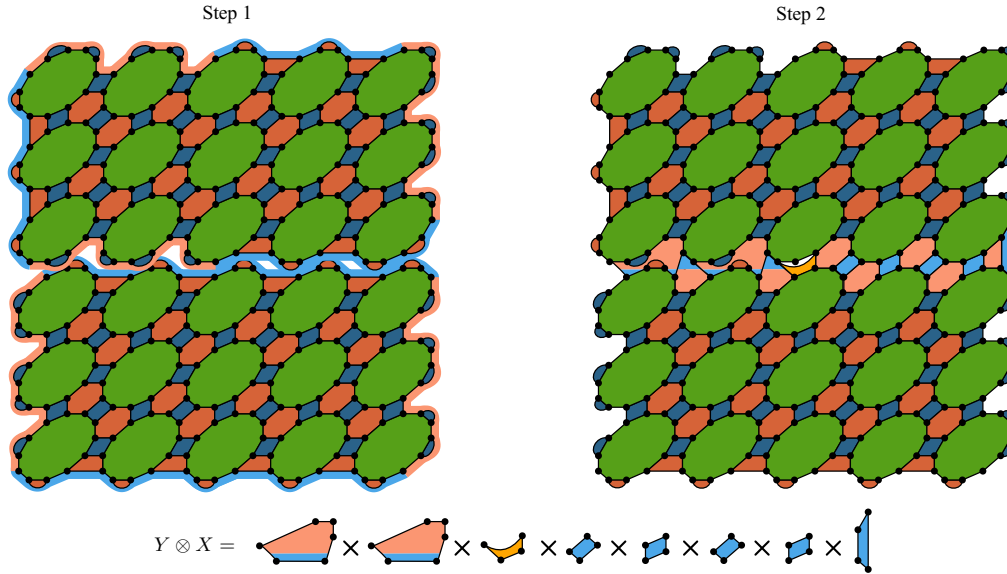 Step 1
Step 2
Y ⊗ X = × × × × × × ×